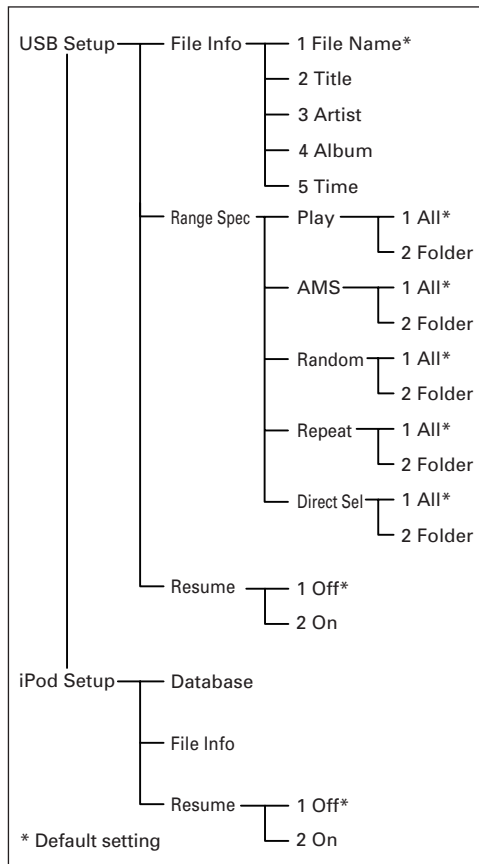 USB Setup File Info 1 File Name*
2 Title
3 Artist
4 Album
5 Time
Range Spec Play 1 All*
2 Folder
AMS 1 All*
2 Folder
Random 1 All*
2 Folder
Repeat 1 All*
2 Folder
Direct Sel 1 All*
2 Folder
Resume 1 Off*
2 On
iPod Setup Database
File Info
Resume 1 Off*
2 On
* Default setting